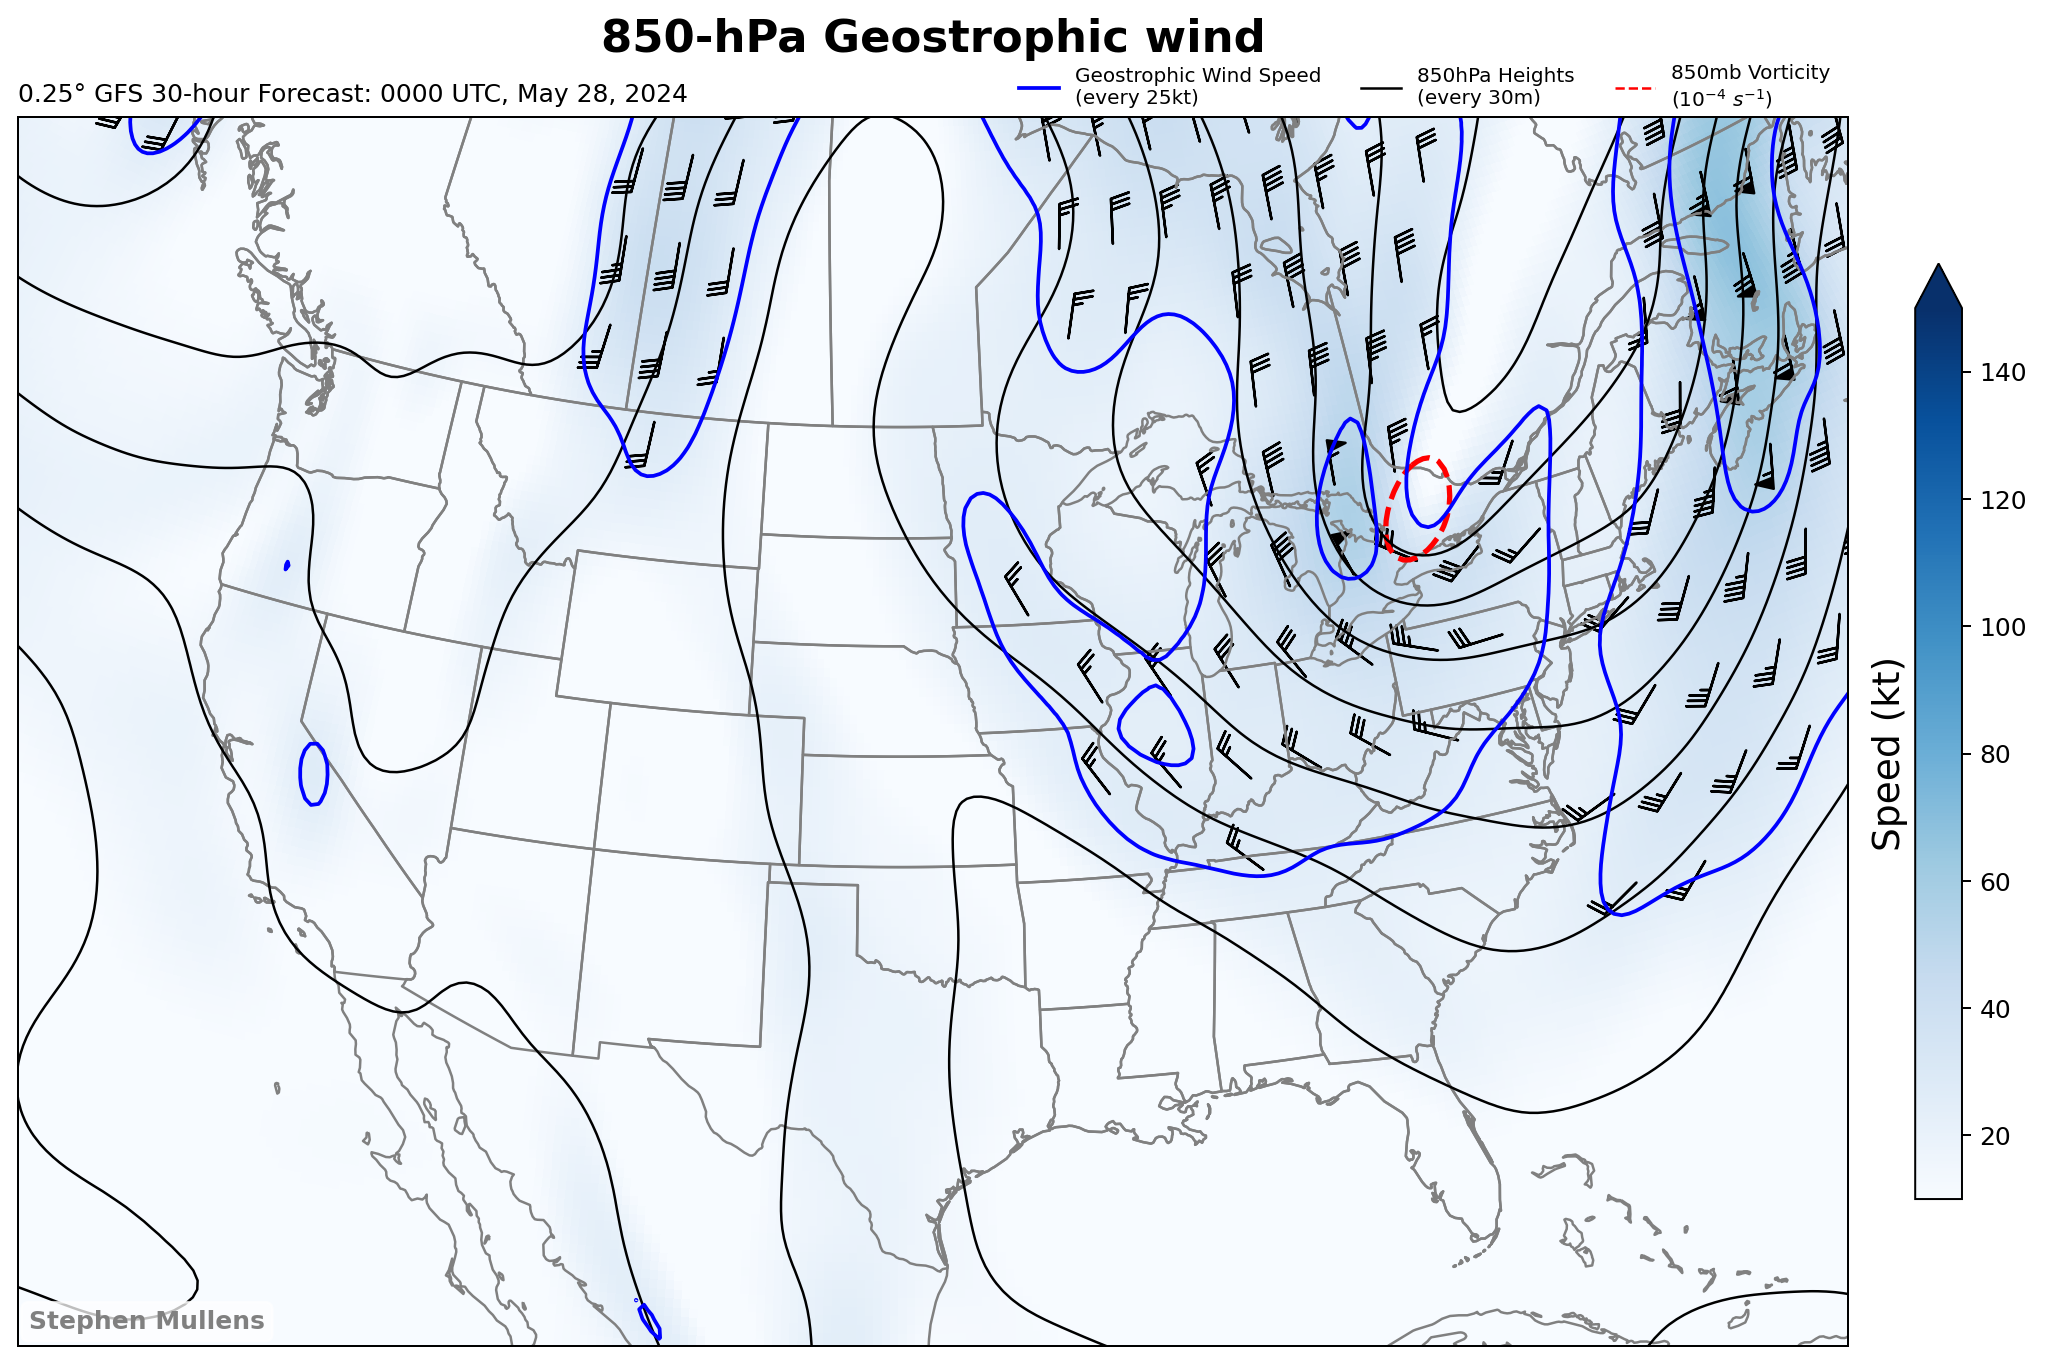 850-hPa Geostrophic wind
0.25° GFS 30-hour Forecast: 0000 UTC, May 28, 2024
Geostrophic Wind Speed
(every 25kt)
850hPa Heights
(every 30m)
850mb Vorticity
(10⁻⁴ s⁻¹)
140
120
100
80
60
40
20
Speed (kt)
Stephen Mullens